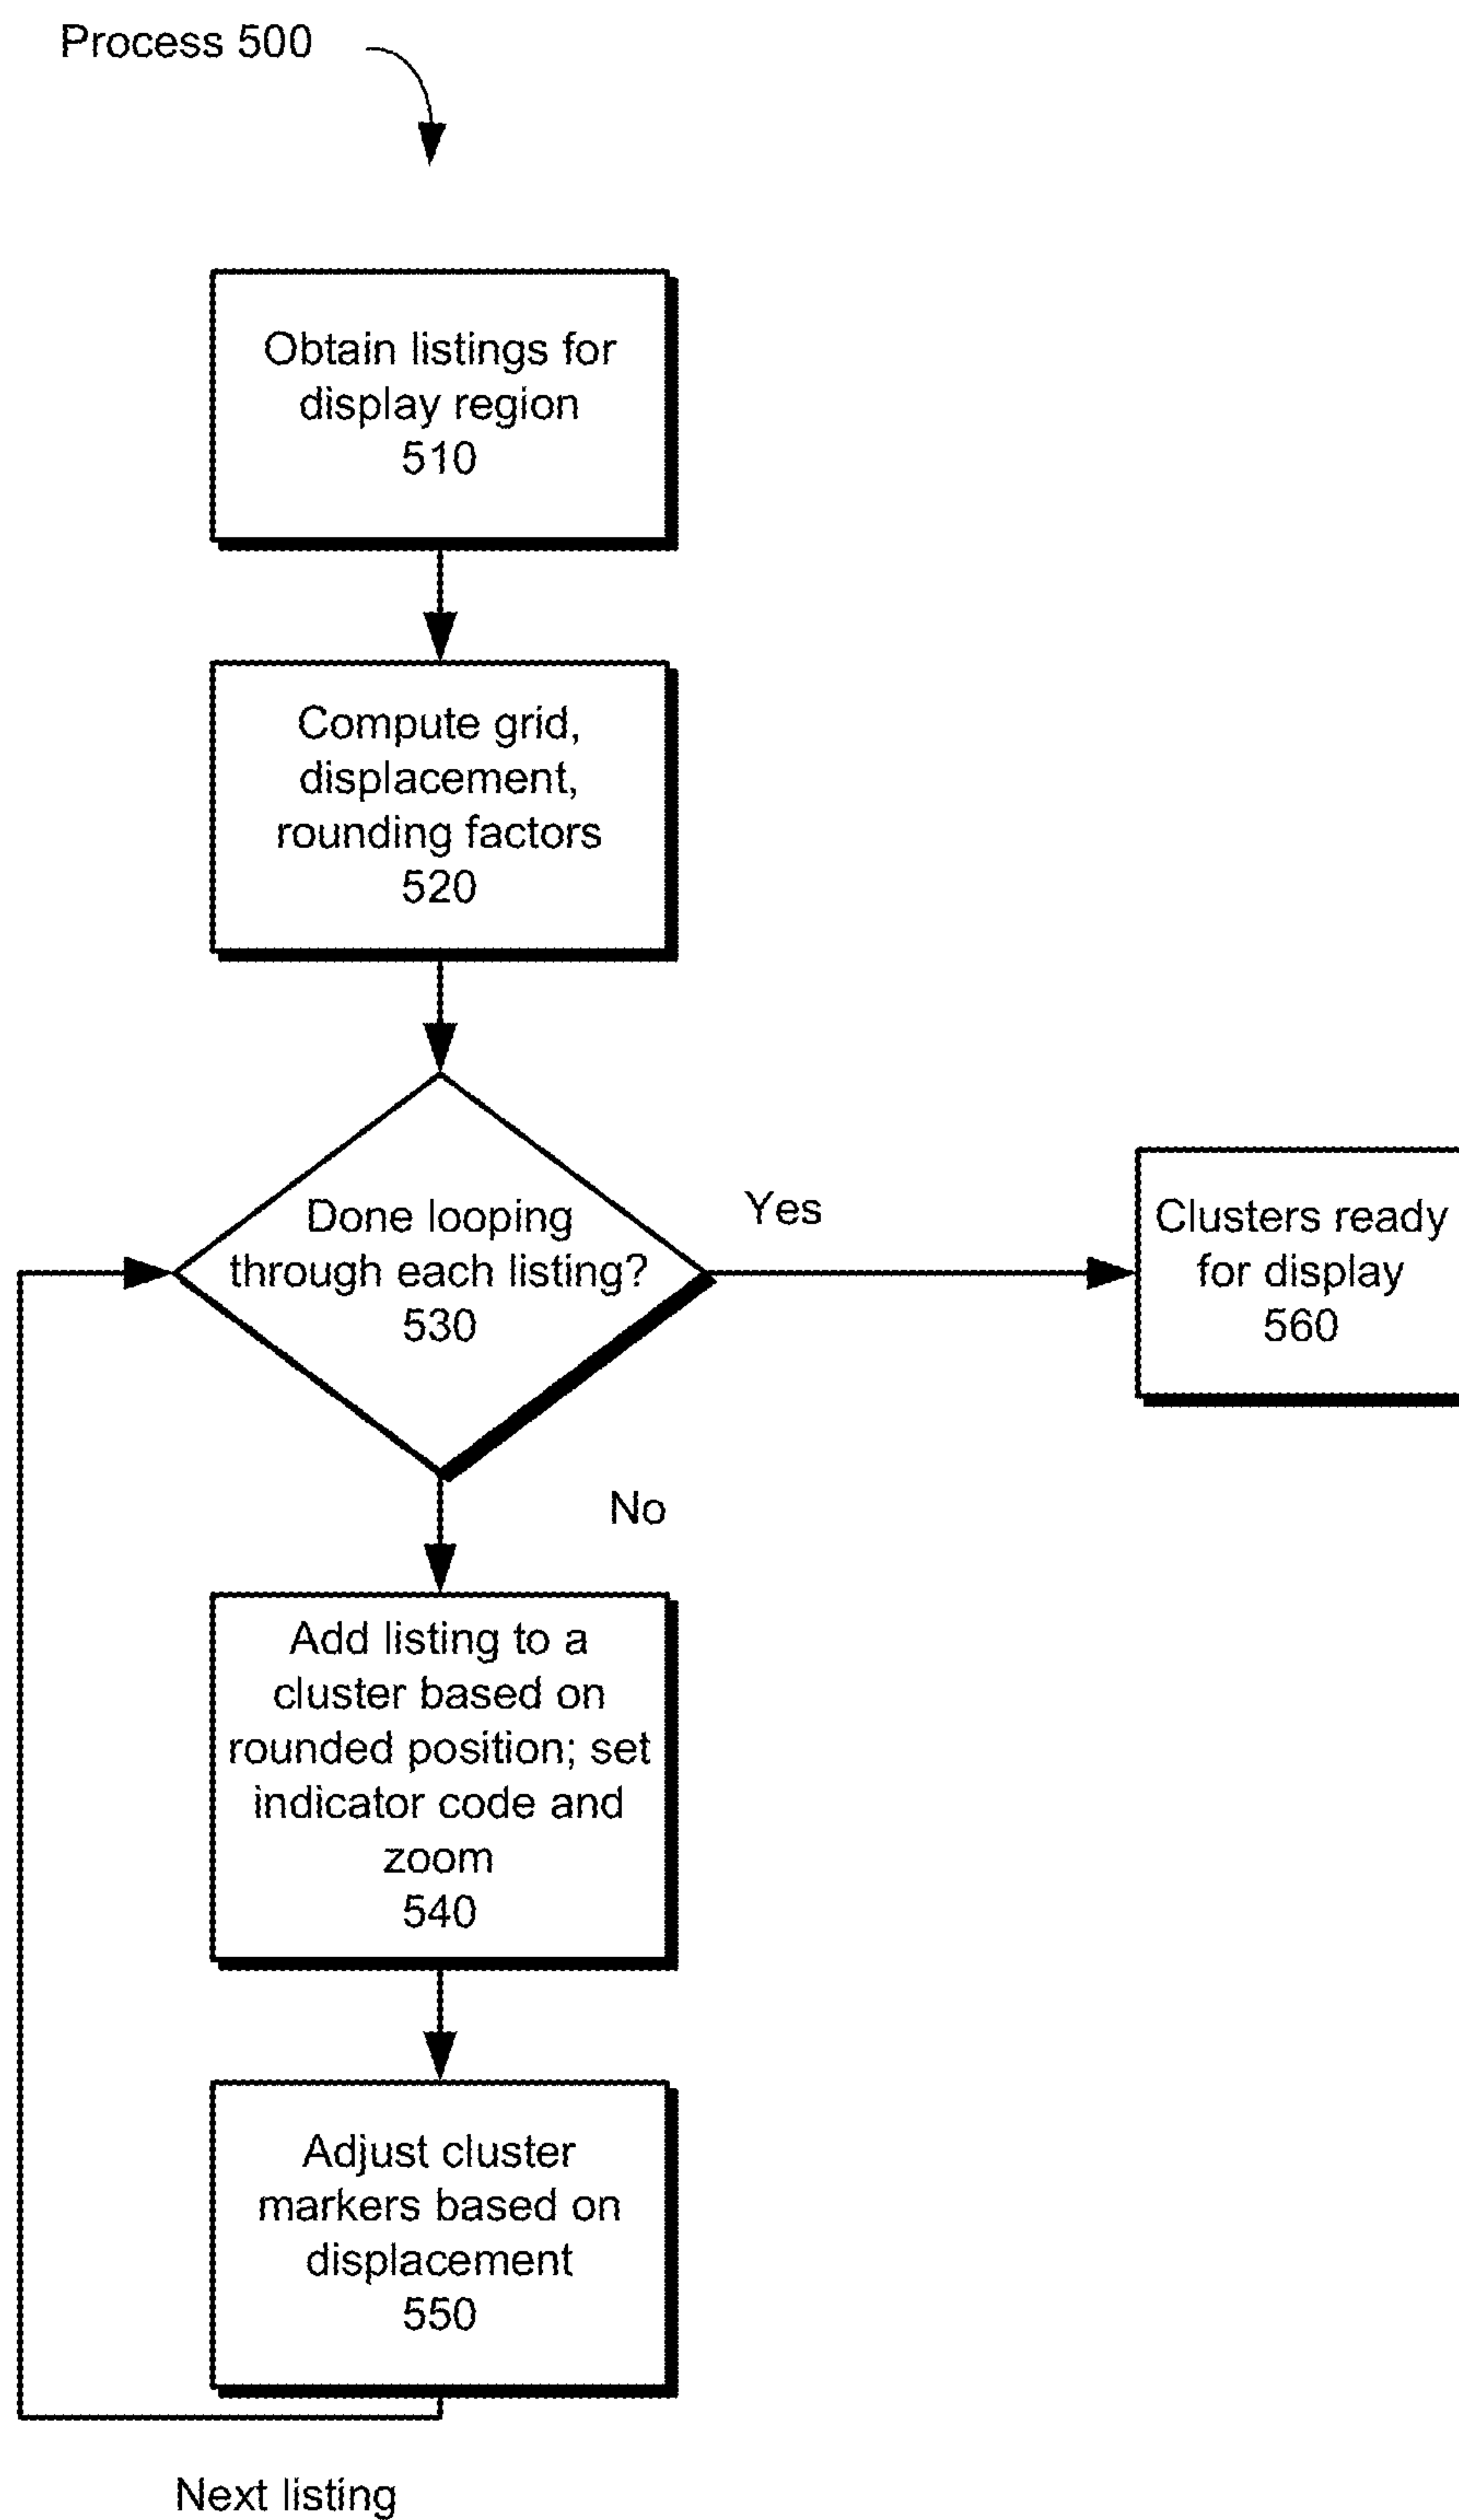 Process 500
Obtain listings for
display region
510
Compute grid,
displacement,
rounding factors
520
Done looping
through each listing?
530
Yes
Clusters ready
for display
560
No
Add listing to a
cluster based on
rounded position; set
indicator code and
zoom
540
Adjust cluster
markers based on
displacement
550
Next listing